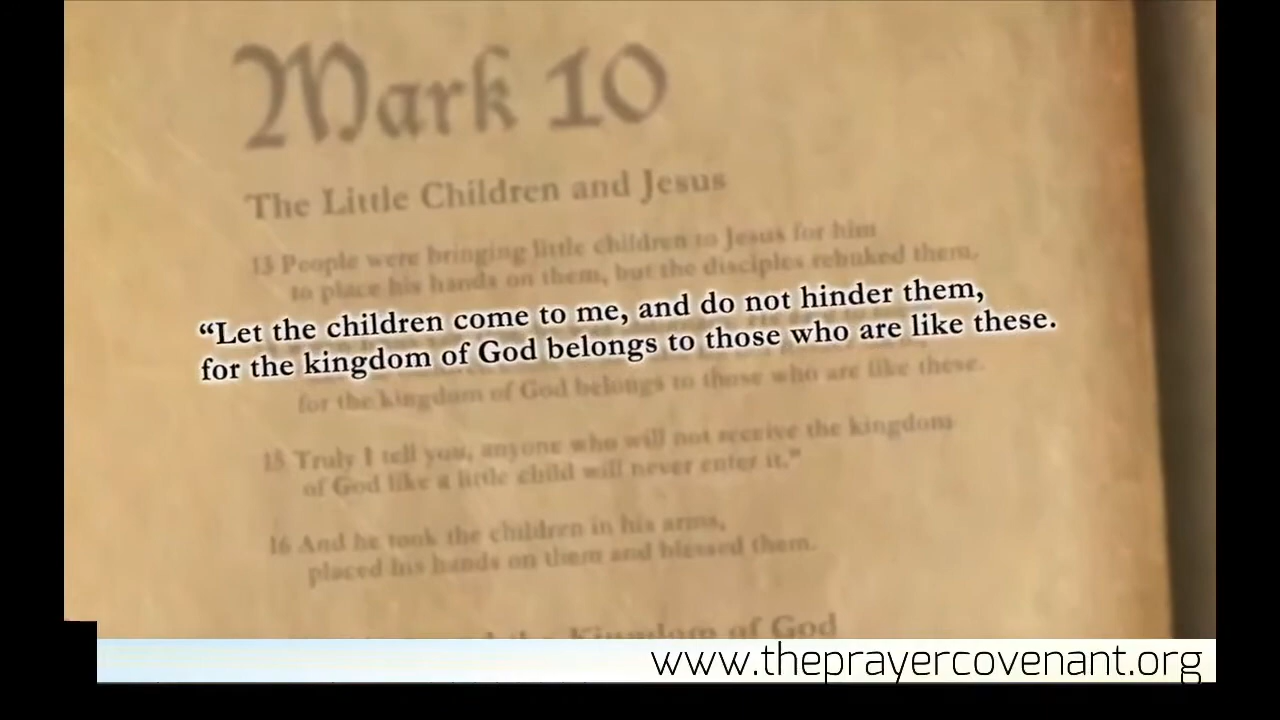 Mark 10
The Little Children and Jesus
13 People were bringing little children to Jesus for him
to place his hands on them, but the disciples rebuked them.
“Let the children come to me, and do not hinder them,
for the kingdom of God belongs to those who are like these.
for the kingdom of God belongs to those who are like these.
15 Truly I tell you, anyone who will not receive the kingdom
of God like a little child will never enter it.”
16 And he took the children in his arms,
placed his hands on them and blessed them.
the Kingdom of God
www.theprayercovenant.org